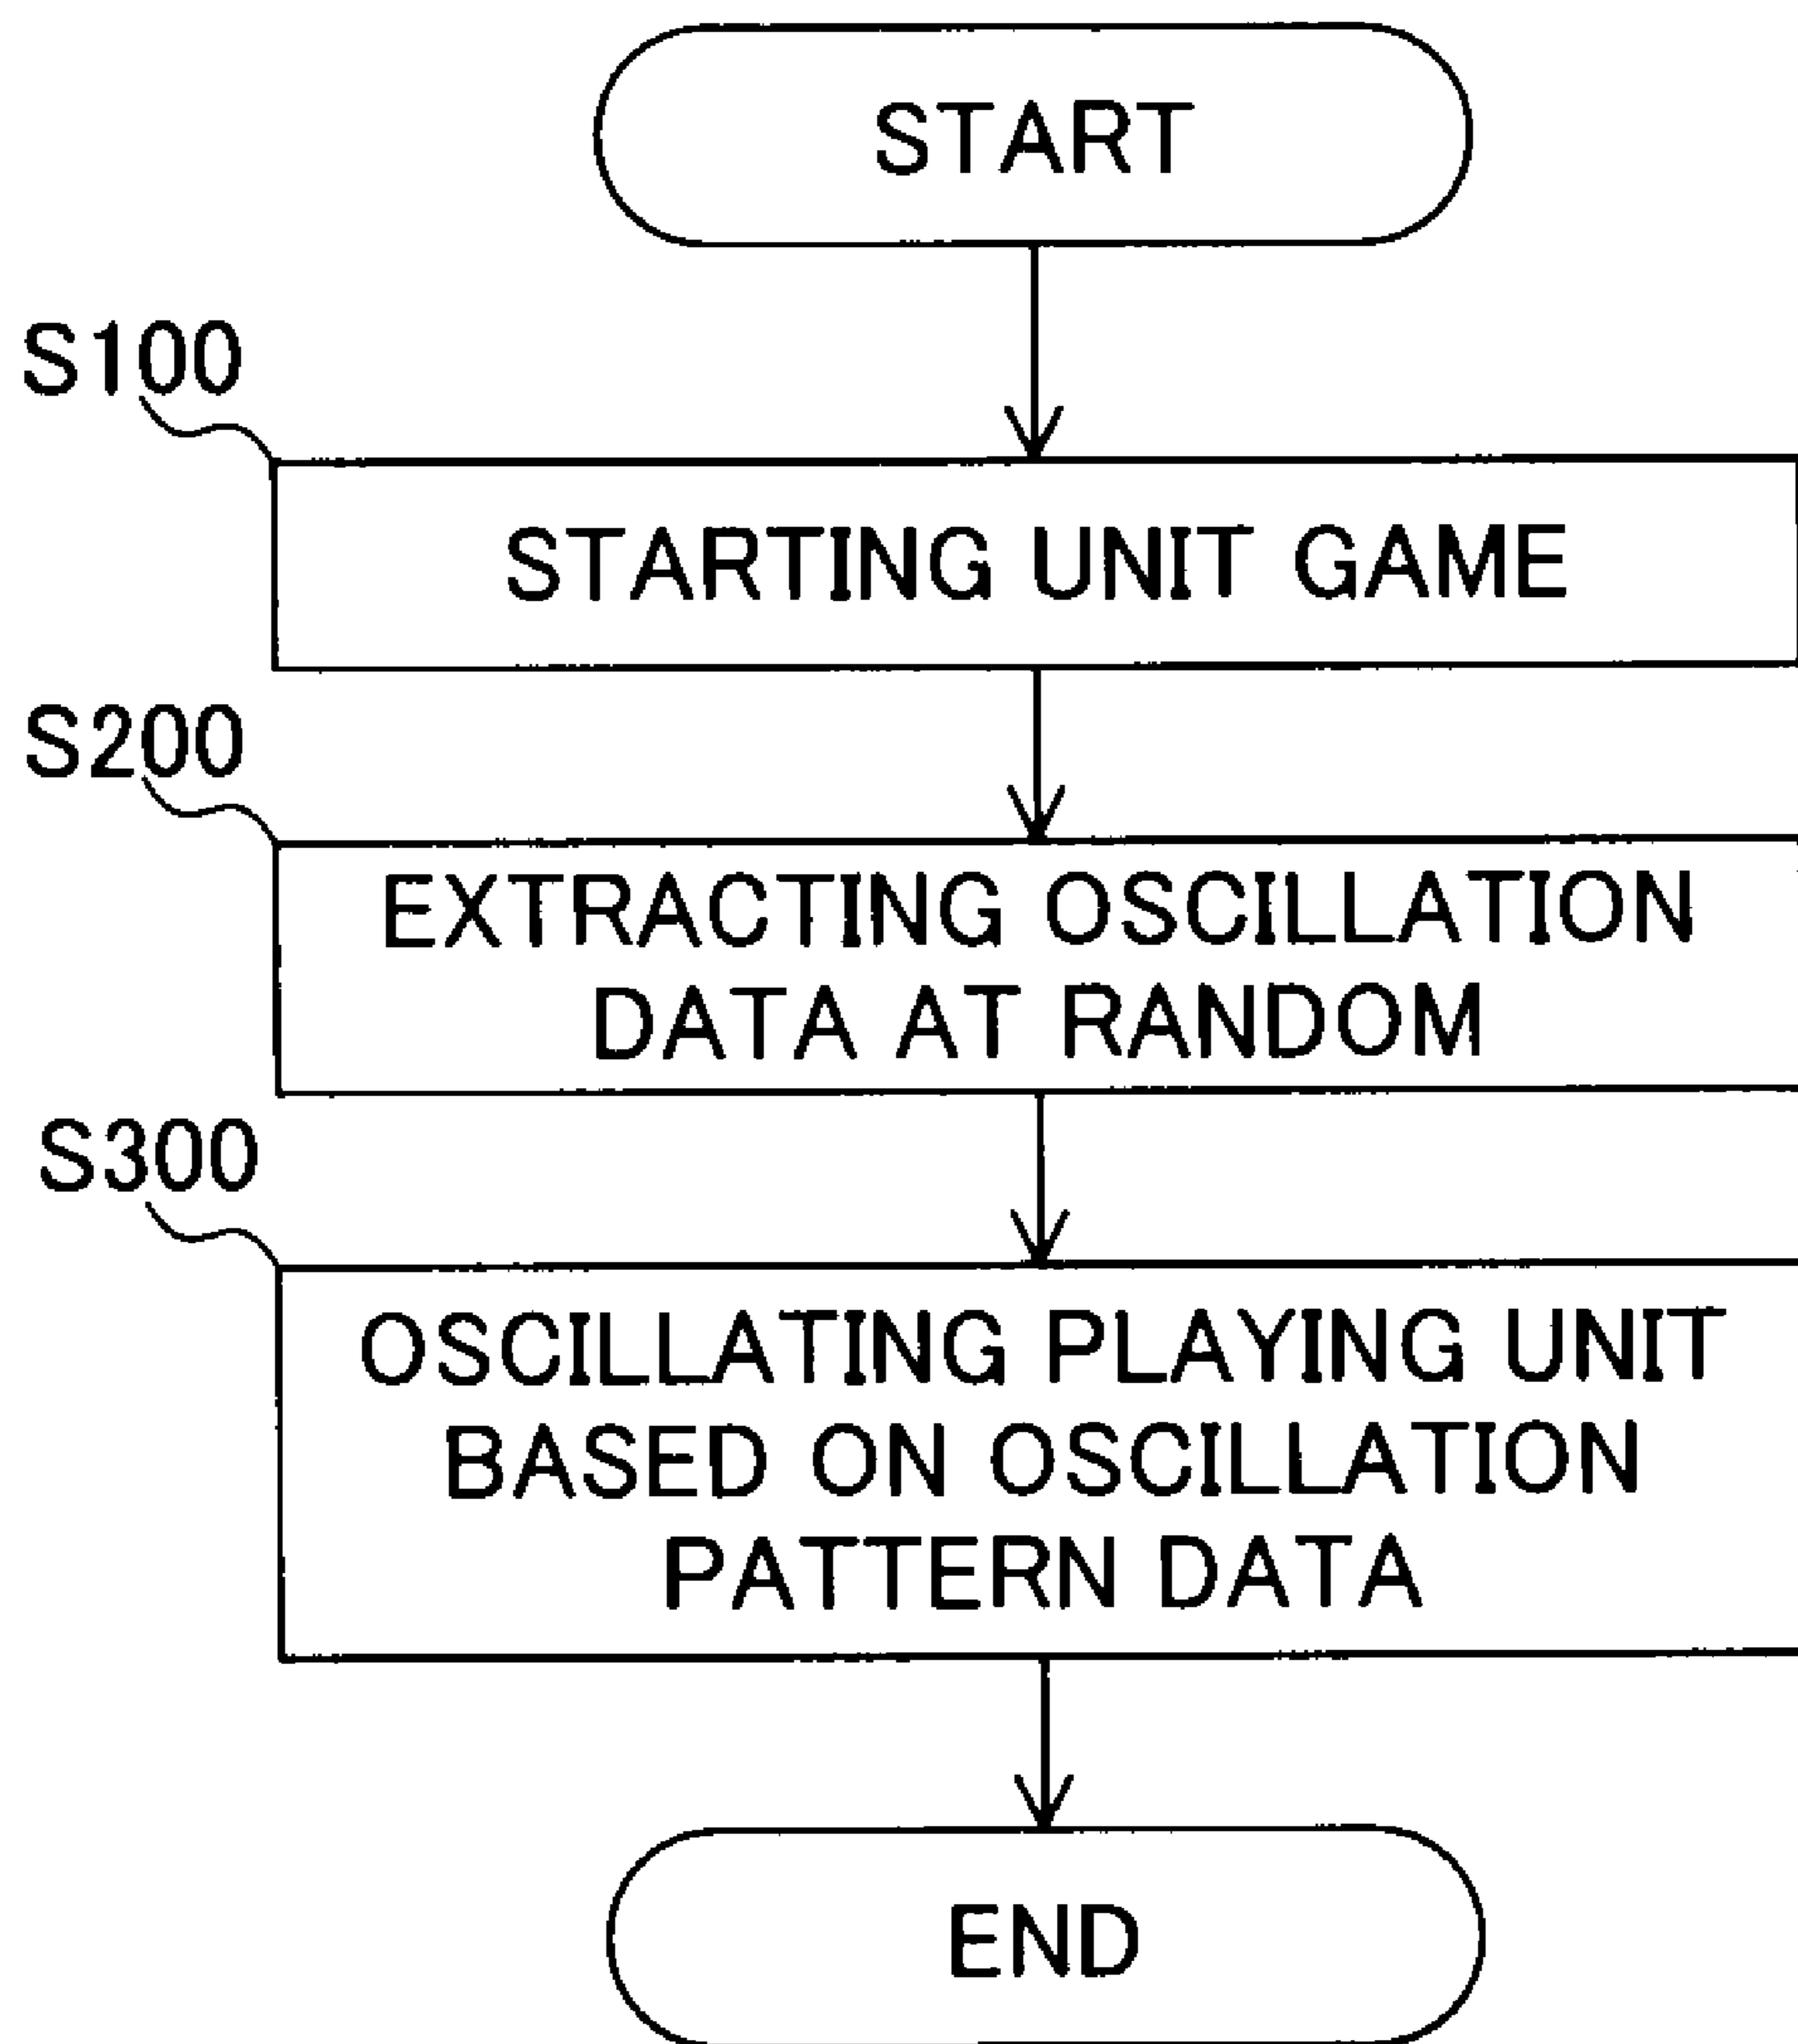 START
S100
STARTING UNIT GAME
S200
EXTRACTING OSCILLATION
DATA AT RANDOM
S300
OSCILLATING PLAYING UNIT
BASED ON OSCILLATION
PATTERN DATA
END